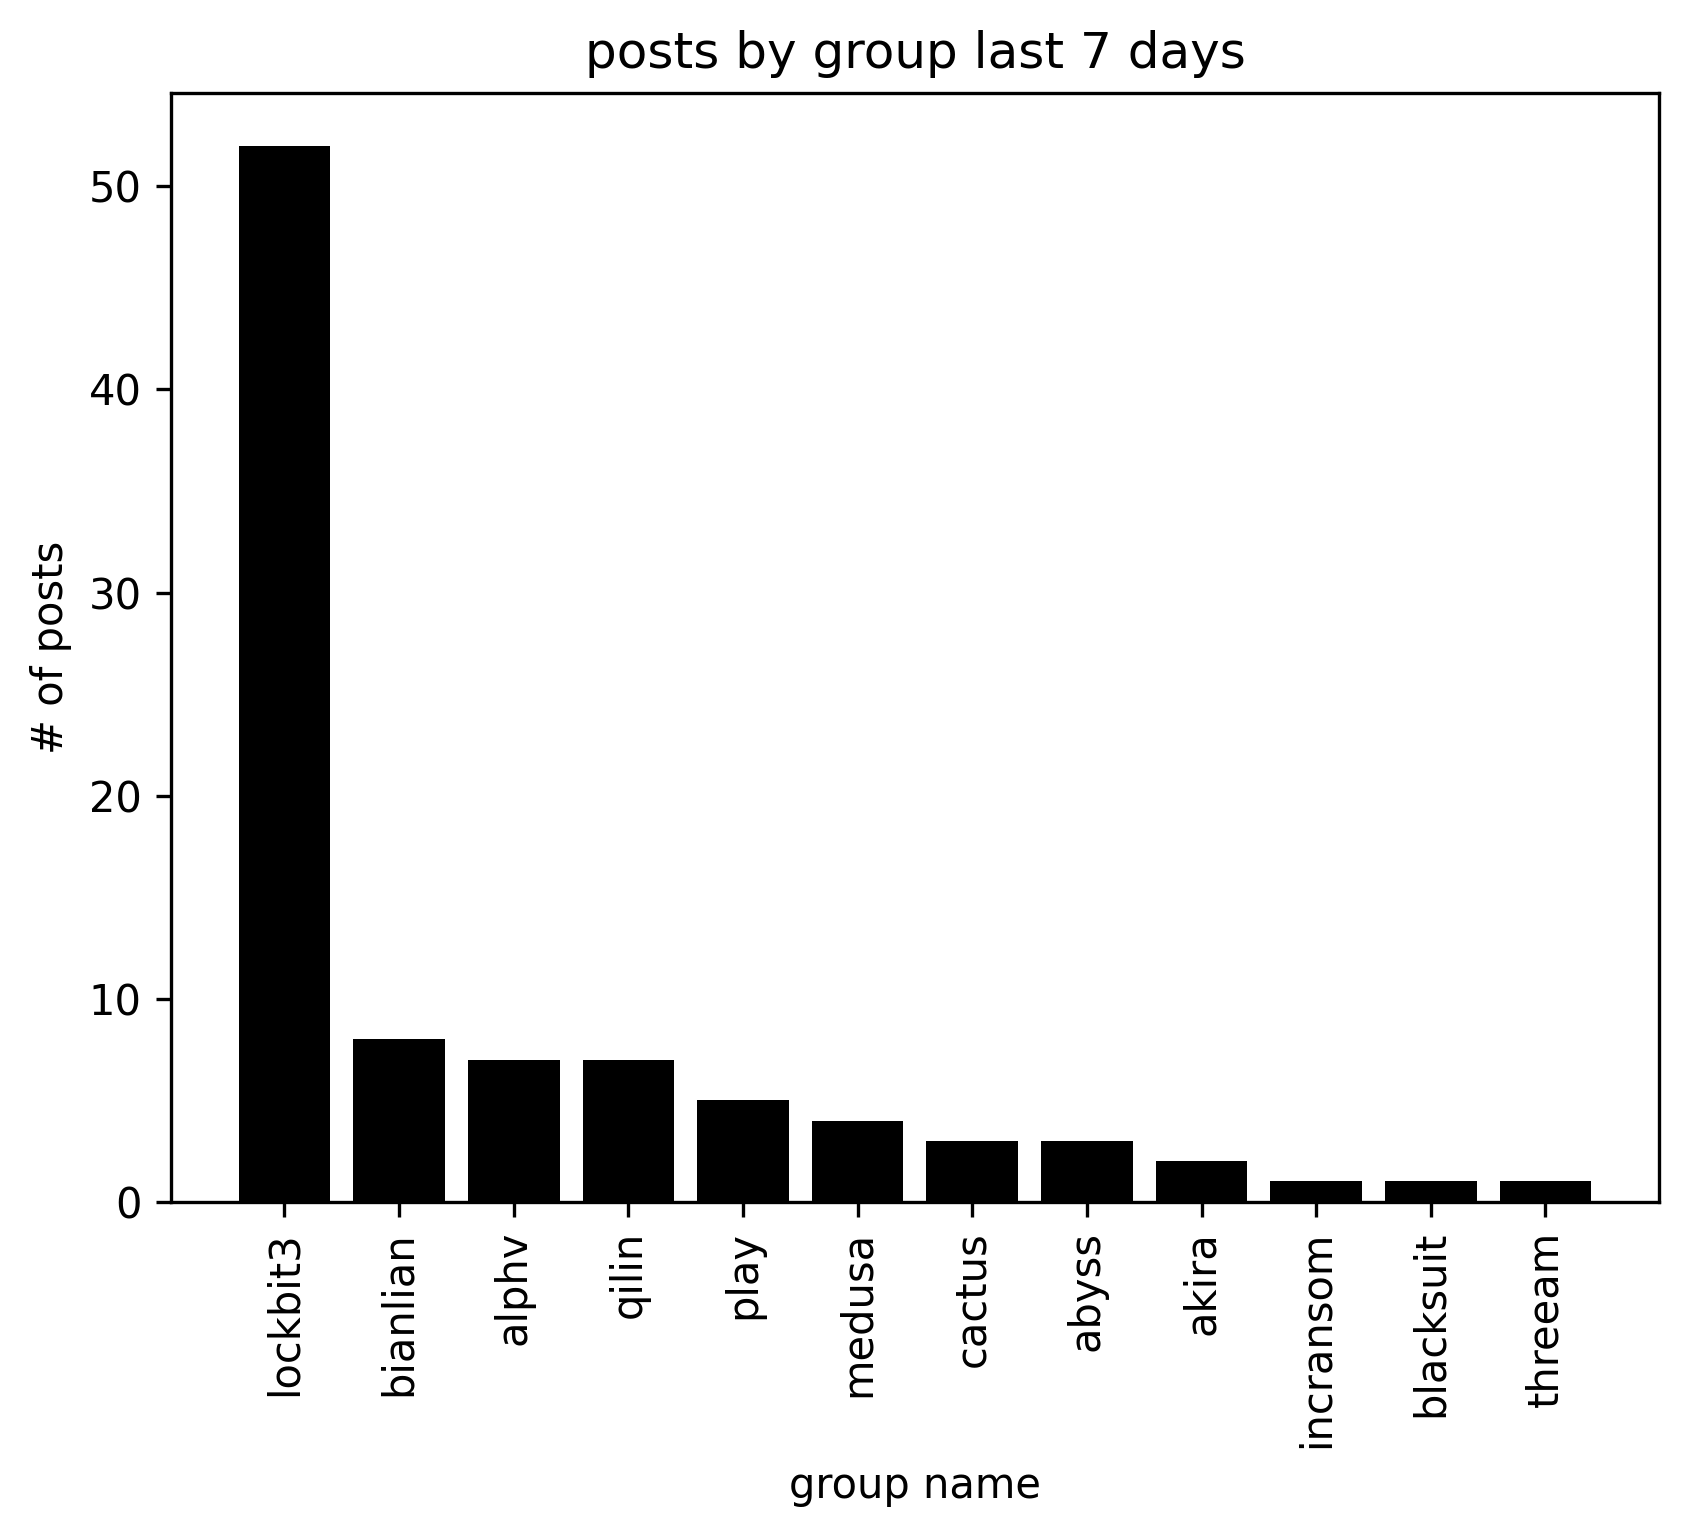 posts by group last 7 days
# of posts
50
40
30
20
10
0
lockbit3
bianlian
alphv
qilin
play
medusa
cactus
abyss
akira
incransom
blacksuit
threeam
group name